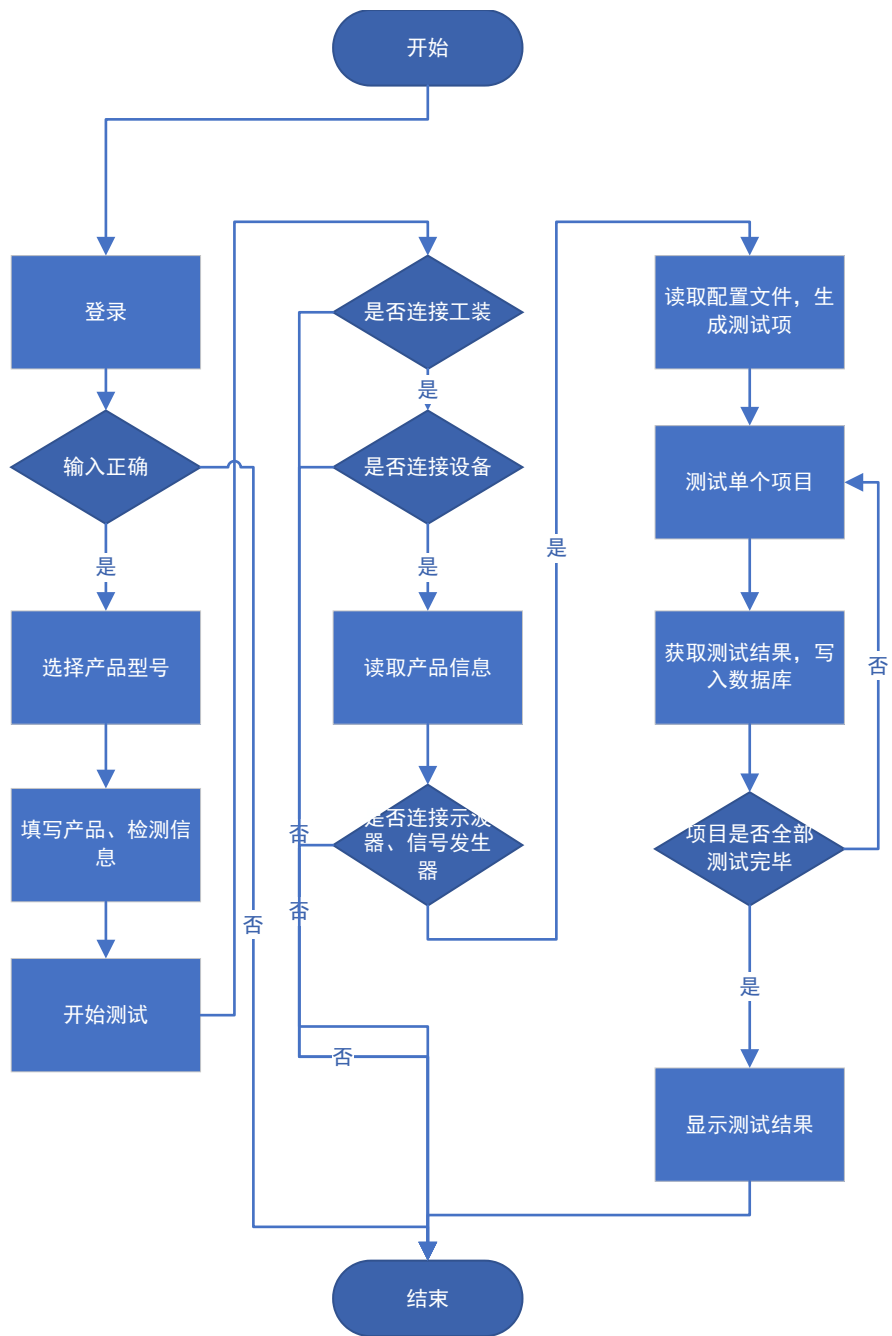 开始
登录
输入正确
是
选择产品型号
填写产品、检测信
息
开始测试
否
是否连接工装
是
是否连接设备
是
读取产品信息
是否连接示波
器、信号发生
器
否
否
否
是
读取配置文件，生
成测试项
测试单个项目
获取测试结果，写
入数据库
项目是否全部
测试完毕
否
是
显示测试结果
结束